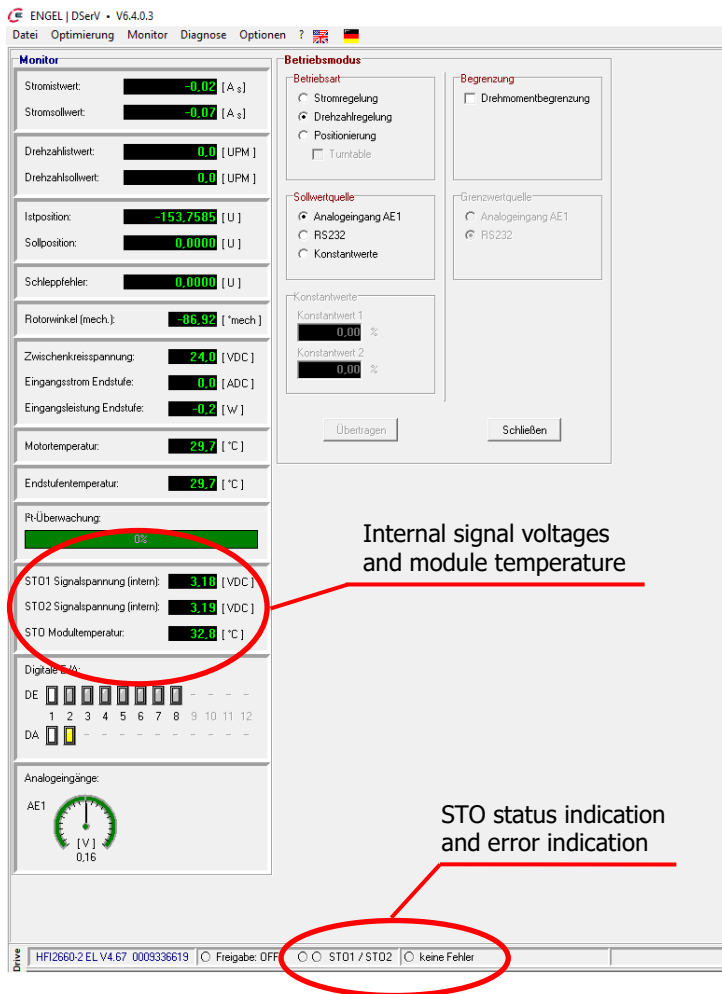 ENGEL | DSerV • V6.4.0.3
Datei Optimierung Monitor Diagnose Optionen ?
Monitor
Stromistwert: -0,02 [A s]
Stromsollwert: -0,07 [A s]
Drehzahlistwert: 0,0 [UPM]
Drehzahlsollwert: 0,0 [UPM]
Istposition: -153,7585 [U]
Sollposition: 0,0000 [U]
Schleppfehler: 0,0000 [U]
Rotorwinkel (mech.): -86,92 [°mech]
Zwischenkreisspannung: 24,0 [VDC]
Eingangsstrom Endstufe: 0,0 [ADC]
Eingangsleistung Endstufe: -0,2 [W]
Motortemperatur: 29,7 [°C]
Endstufentemperatur: 29,7 [°C]
I²t-Überwachung:
0%
STO1 Signalspannung (intern): 3,18 [VDC]
STO2 Signalspannung (intern): 3,19 [VDC]
STO Modultemperatur: 32,8 [°C]
Digitale E/A:
DE - - - -
1 2 3 4 5 6 7 8 9 10 11 12
DA - - - - - - - - - -
Analogeingänge:
AE1
[V]
0,16
Betriebsmodus
Betriebsart
Stromregelung
Drehzahlregelung
Positionierung
Turntable
Begrenzung
Drehmomentbegrenzung
Sollwertquelle
Analogeingang AE1
RS232
Konstantwerte
Grenzwertquelle
Analogeingang AE1
RS232
Konstantwerte
Konstantwert 1
0,00 %
Konstantwert 2
0,00 %
Übertragen
Schließen
Internal signal voltages
and module temperature
STO status indication
and error indication
Drive
HFI2660-2 EL V4.67 0009336619 Freigabe: OFF STO1 / STO2 keine Fehler